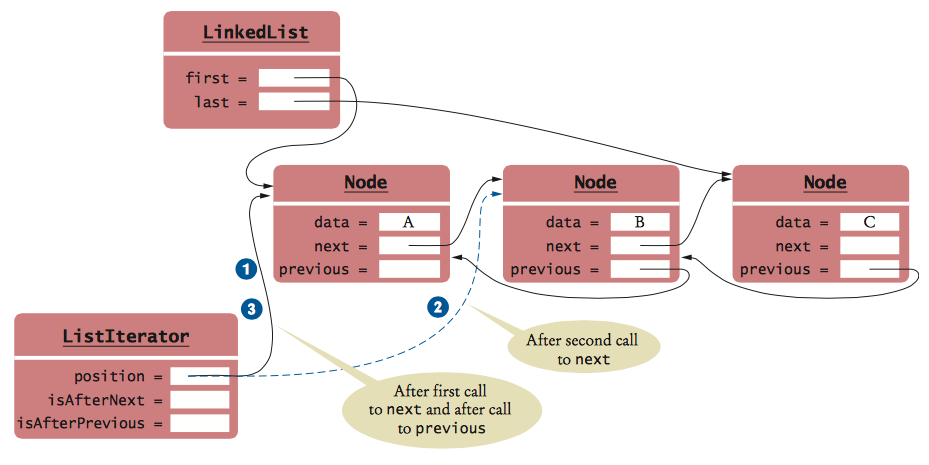 LinkedList
first =
last =
Node
data = A
next =
previous =
Node
data = B
next =
previous =
Node
data = C
next =
previous =
1
3
2
ListIterator
position =
isAfterNext =
isAfterPrevious =
After second call
to next
After first call
to next and after call
to previous